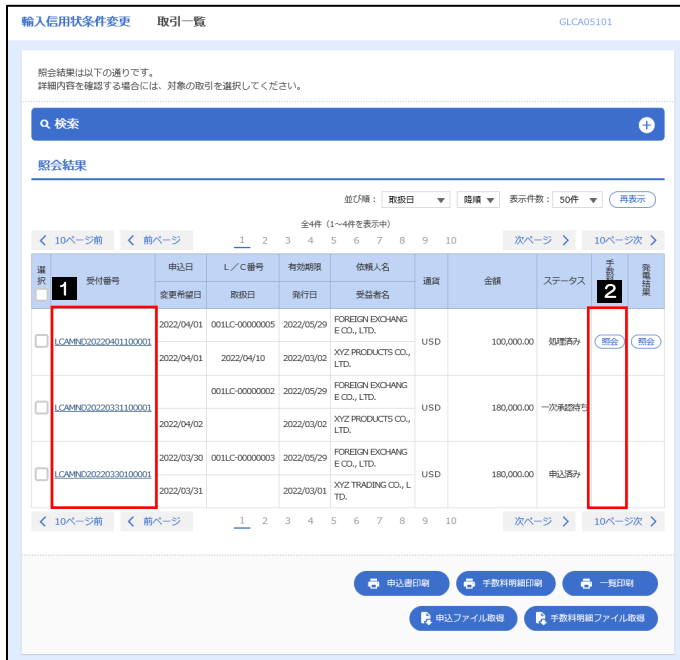 輸入信用状条件変更 取引一覧 GLCA05101
照会結果は以下の通りです。
詳細内容を確認する場合には、対象の取引を選択してください。
検索
照会結果
並び順： 取扱日 ▼ 降順 ▼ 表示件数： 50件 ▼ 再表示
全4件（1～4件を表示中）
10ページ前 前ページ 1 2 3 4 5 6 7 8 9 10 次ページ 10ページ次
選択 受付番号 申込日 L／C番号 有効期限 依頼人名 通貨 金額 ステータス 手数料 発電結果
変更希望日 取扱日 発行日 受益者名
1 2
2022/04/01 001LC-00000005 2022/05/29 FOREIGN EXCHANG
E CO., LTD.
LCAMND20220401100001 USD 100,000.00 処理済み 照会 照会
2022/04/01 2022/04/10 2022/03/02 XYZ PRODUCTS CO.,
LTD.
001LC-00000002 2022/05/29 FOREIGN EXCHANG
E CO., LTD.
LCAMND20220331100001 USD 180,000.00 一次承認待ち
2022/04/02 2022/03/02 XYZ PRODUCTS CO.,
LTD.
2022/03/30 001LC-00000003 2022/05/29 FOREIGN EXCHANG
E CO., LTD.
LCAMND20220330100001 USD 180,000.00 申込済み
2022/03/31 2022/03/01 XYZ TRADING CO., L
TD.
10ページ前 前ページ 1 2 3 4 5 6 7 8 9 10 次ページ 10ページ次
申込書印刷 手数料明細印刷 一覧印刷
申込ファイル取得 手数料明細ファイル取得